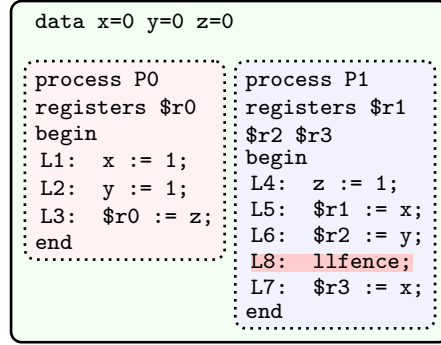 data x=0 y=0 z=0
process P0
registers $r0
begin
L1: x := 1;
L2: y := 1;
L3: $r0 := z;
end
process P1
registers $r1
$r2 $r3
begin
L4: z := 1;
L5: $r1 := x;
L6: $r2 := y;
L8: llfence;
L7: $r3 := x;
end